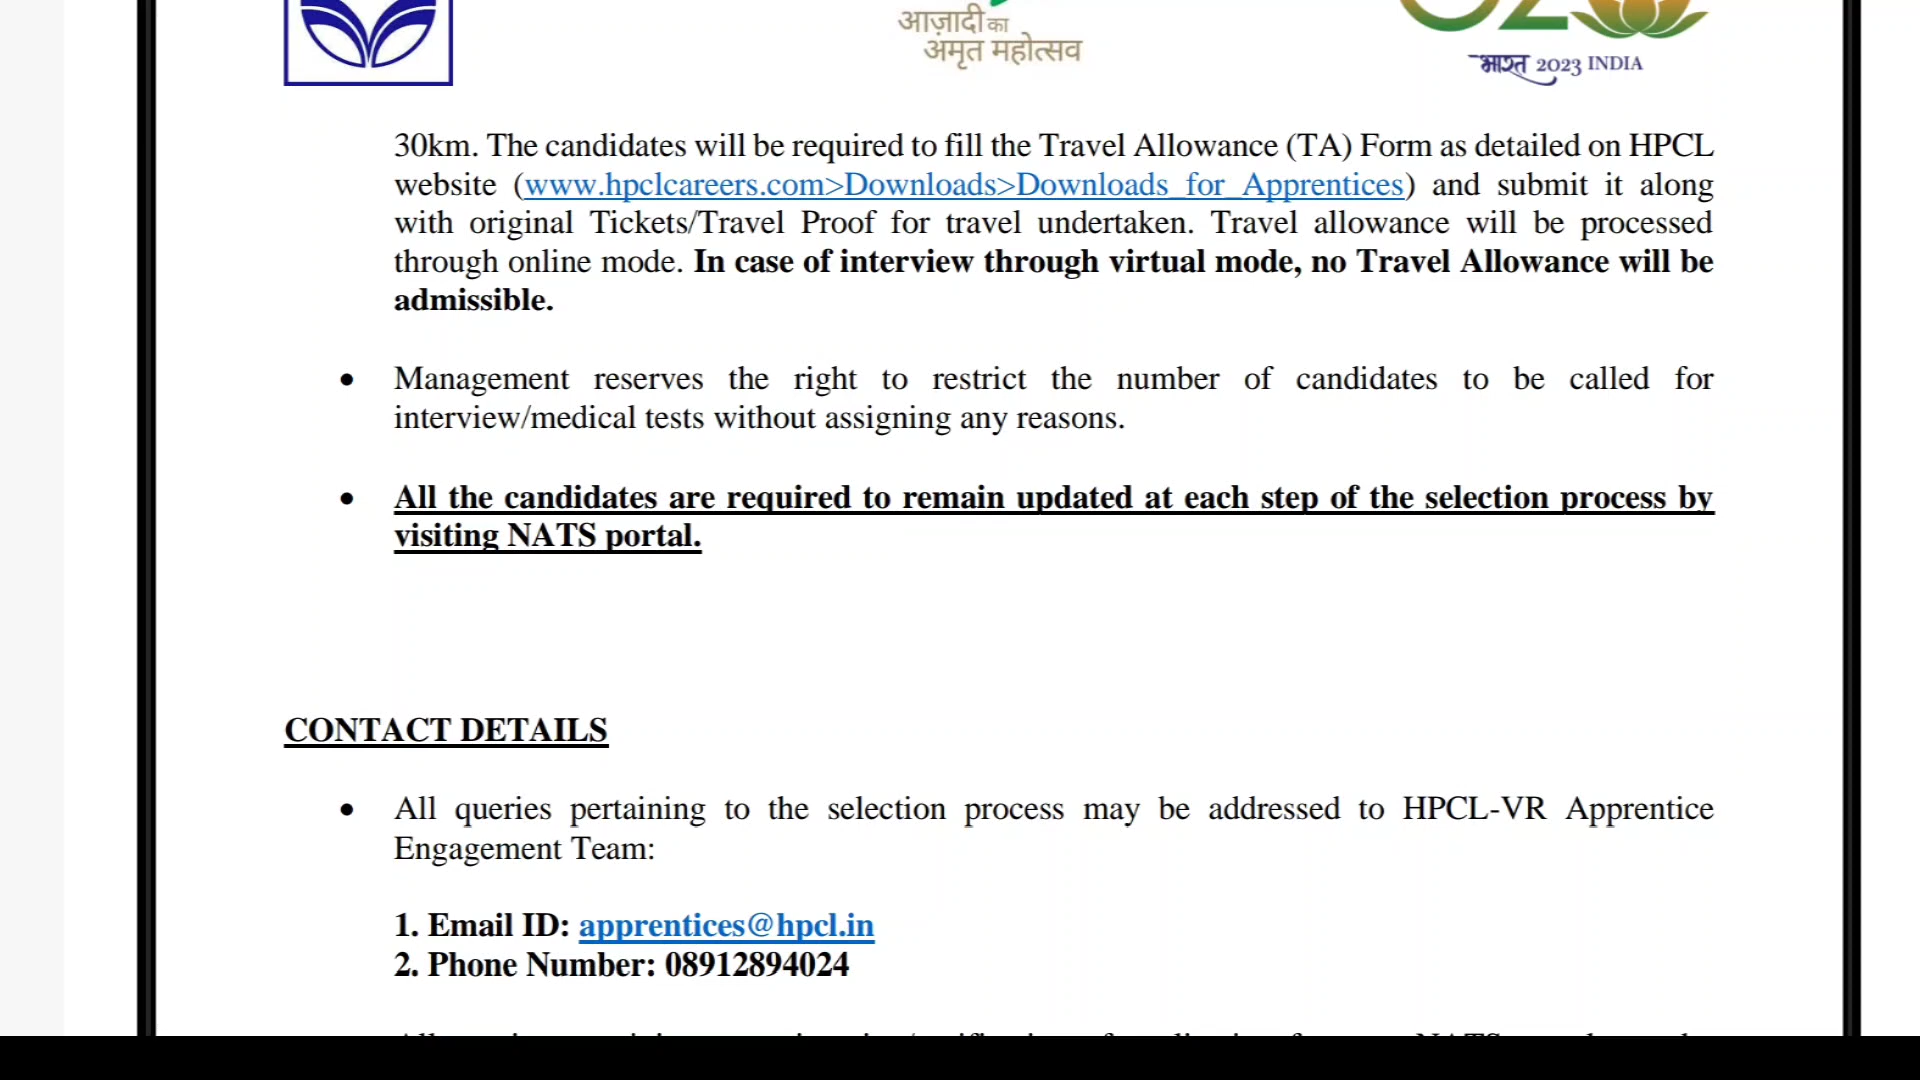 आज़ादी का
अमृत महोत्सव
भारत 2023 INDIA
30km. The candidates will be required to fill the Travel Allowance (TA) Form as detailed on HPCL
website (www.hpclcareers.com>Downloads>Downloads_for_Apprentices) and submit it along
with original Tickets/Travel Proof for travel undertaken. Travel allowance will be processed
through online mode. In case of interview through virtual mode, no Travel Allowance will be
admissible.
• Management reserves the right to restrict the number of candidates to be called for
interview/medical tests without assigning any reasons.
• All the candidates are required to remain updated at each step of the selection process by
visiting NATS portal.
CONTACT DETAILS
• All queries pertaining to the selection process may be addressed to HPCL-VR Apprentice
Engagement Team:
1. Email ID: apprentices@hpcl.in
2. Phone Number: 08912894024